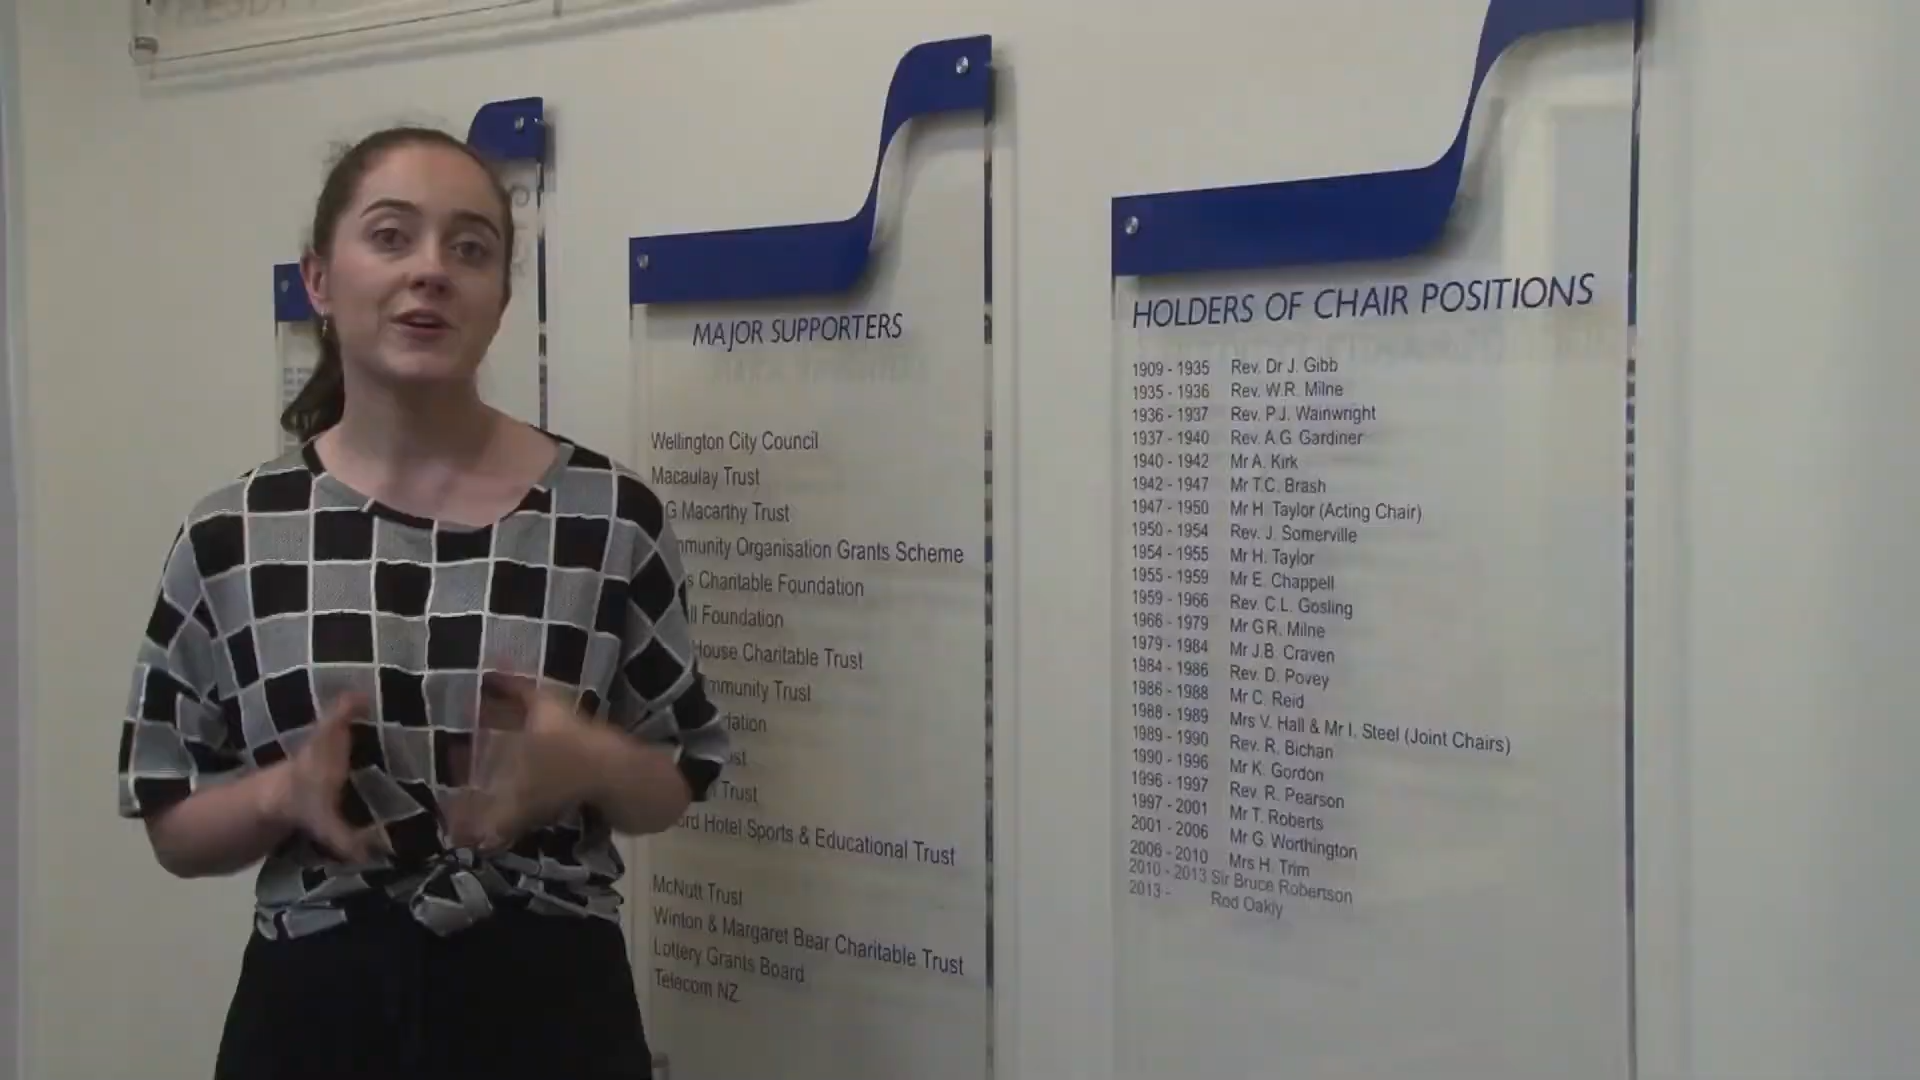 MAJOR SUPPORTERS
Wellington City Council
Macaulay Trust
G Macarthy Trust
Organisation Grants Scheme
Charitable Foundation
Foundation
House Charitable Trust
Trust
Trust
Hotel Sports & Educational Trust
McNutt Trust
Winton & Margaret Bear Charitable Trust
Lottery Grants Board
Telecom NZ
HOLDERS OF CHAIR POSITIONS
1909 - 1935 Rev. Dr J. Gibb
1935 - 1936 Rev. W.R. Milne
1936 - 1937 Rev. P.J. Wainwright
1937 - 1940 Rev. A.G. Gardiner
1940 - 1942 Mr A. Kirk
1942 - 1947 Mr T.C. Brash
1947 - 1950 Mr H. Taylor (Acting Chair)
1950 - 1954 Rev. J. Somerville
1954 - 1955 Mr H. Taylor
1955 - 1959 Mr E. Chappell
1959 - 1966 Rev. C.L. Gosling
1966 - 1979 Mr G.R. Milne
1979 - 1984 Mr J.B. Craven
1984 - 1986 Rev. D. Povey
1986 - 1988 Mr C. Reid
1988 - 1989 Mrs V. Hall & Mr I. Steel (Joint Chairs)
1989 - 1990 Rev. R. Bichan
1990 - 1996 Mr K. Gordon
1996 - 1997 Rev. R. Pearson
1997 - 2001 Mr T. Roberts
2001 - 2006 Mr G. Worthington
2006 - 2010 Mrs H. Trim
2010 - 2013 Sir Bruce Robertson
2013 - Rod Oakly